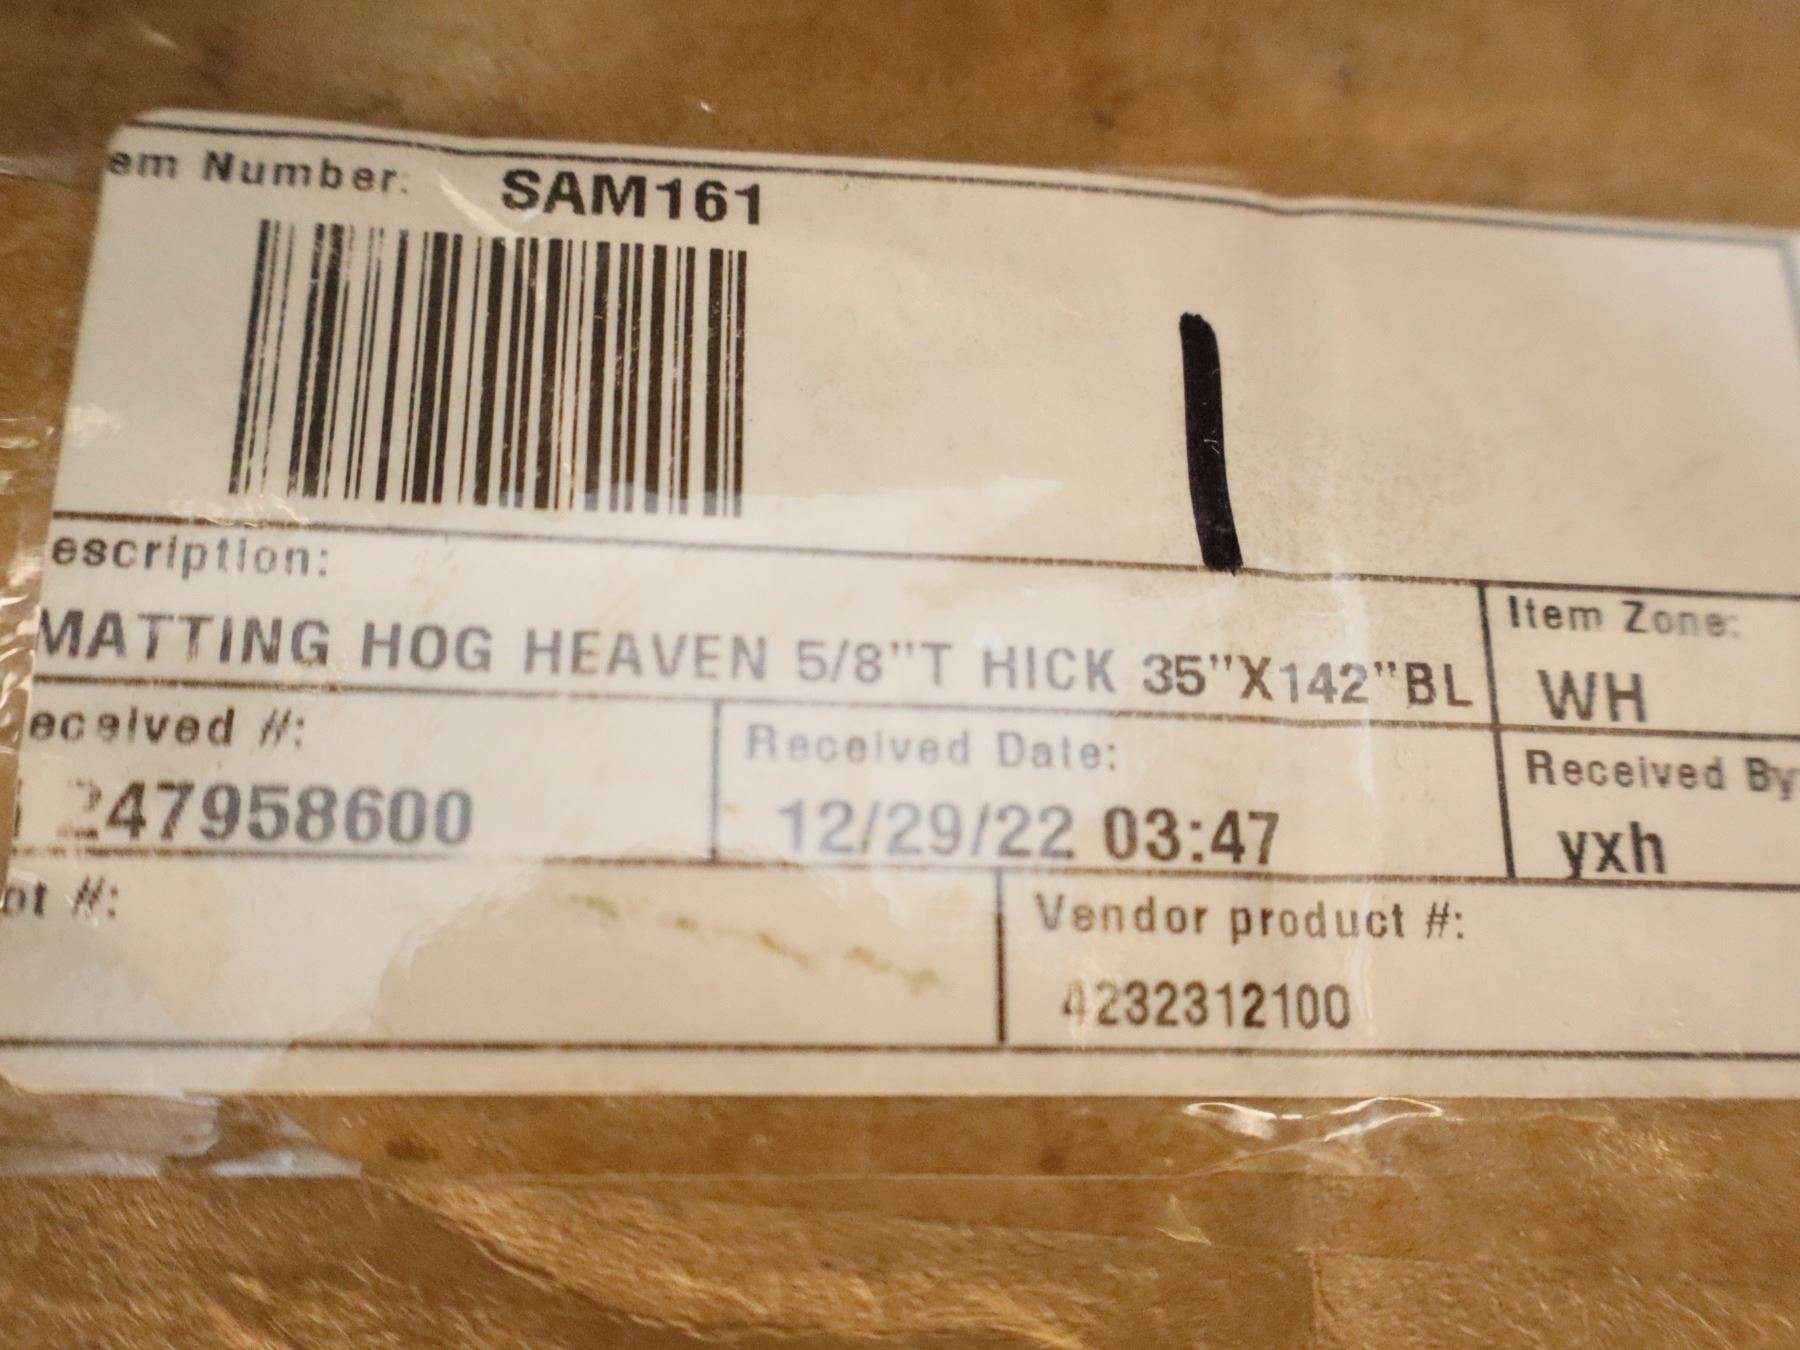 em Number: SAM161
escription:
MATTING HOG HEAVEN 5/8"T HICK 35"X142"BL
Item Zone:
WH
eceived #:
247958600
Received Date:
12/29/22 03:47
Received By
yxh
ot #:
Vendor product #:
4232312100